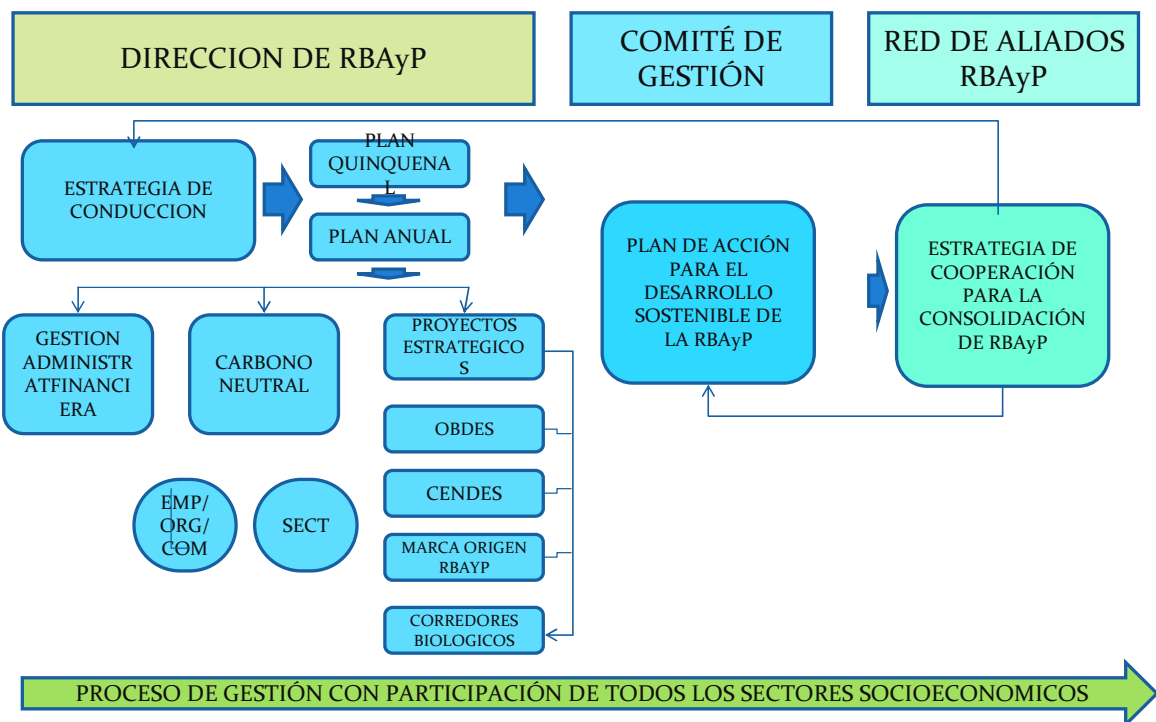 DIRECCION DE RBAyP
COMITÉ DE
GESTIÓN
RED DE ALIADOS
RBAyP
ESTRATEGIA DE
CONDUCCION
PLAN
QUINQUENA
L
PLAN ANUAL
PLAN DE ACCIÓN
PARA EL
DESARROLLO
SOSTENIBLE DE
LA RBAyP
ESTRATEGIA DE
COOPERACIÓN
PARA LA
CONSOLIDACIÓN
DE RBAyP
GESTION
ADMINISTR
ATFINANCI
ERA
CARBONO
NEUTRAL
PROYECTOS
ESTRATEGICO
S
OBDES
CENDES
MARCA ORIGEN
RBAYP
CORREDORES
BIOLOGICOS
EMP/
ORG/
COM
SECT
PROCESO DE GESTIÓN CON PARTICIPACIÓN DE TODOS LOS SECTORES SOCIOECONOMICOS